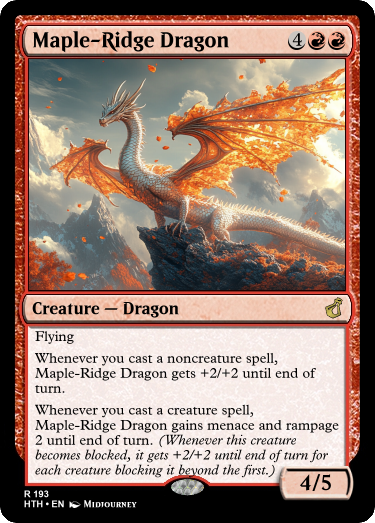 Maple-Ridge Dragon 4
Creature — Dragon
Flying
Whenever you cast a noncreature spell,
Maple-Ridge Dragon gets +2/+2 until end of
turn.
Whenever you cast a creature spell,
Maple-Ridge Dragon gains menace and rampage
2 until end of turn. (Whenever this creature
becomes blocked, it gets +2/+2 until end of turn for
each creature blocking it beyond the first.)
4/5
R 193
HTH • EN Midjourney